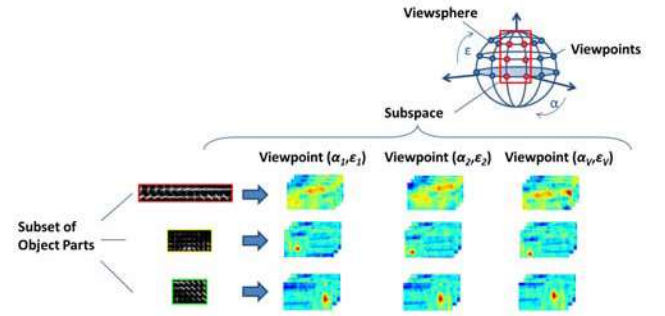 Viewsphere
Viewpoints
ε
α
Subspace
Viewpoint (α1,ε1) Viewpoint (α2,ε2) Viewpoint (αV,εV)
Subset of
Object Parts